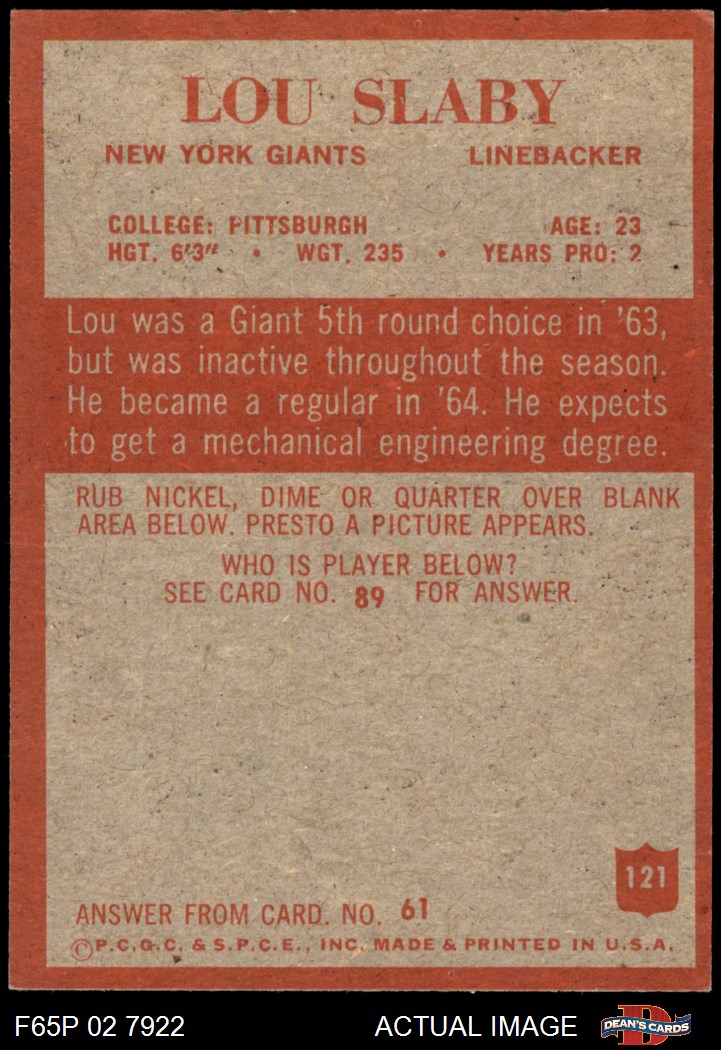 LOU SLABY
NEW YORK GIANTS LINEBACKER
COLLEGE: PITTSBURGH AGE: 23
HGT. 6'3" • WGT. 235 • YEARS PRO: 2
Lou was a Giant 5th round choice in '63,
but was inactive throughout the season.
He became a regular in '64. He expects
to get a mechanical engineering degree.
RUB NICKEL, DIME OR QUARTER OVER BLANK
AREA BELOW. PRESTO A PICTURE APPEARS.
WHO IS PLAYER BELOW?
SEE CARD NO. 89 FOR ANSWER.
121
ANSWER FROM CARD. NO. 61
©P.C.G.C. & S.P.C.E., INC. MADE & PRINTED IN U.S.A.
F65P 02 7922 ACTUAL IMAGE DEAN'S CARDS